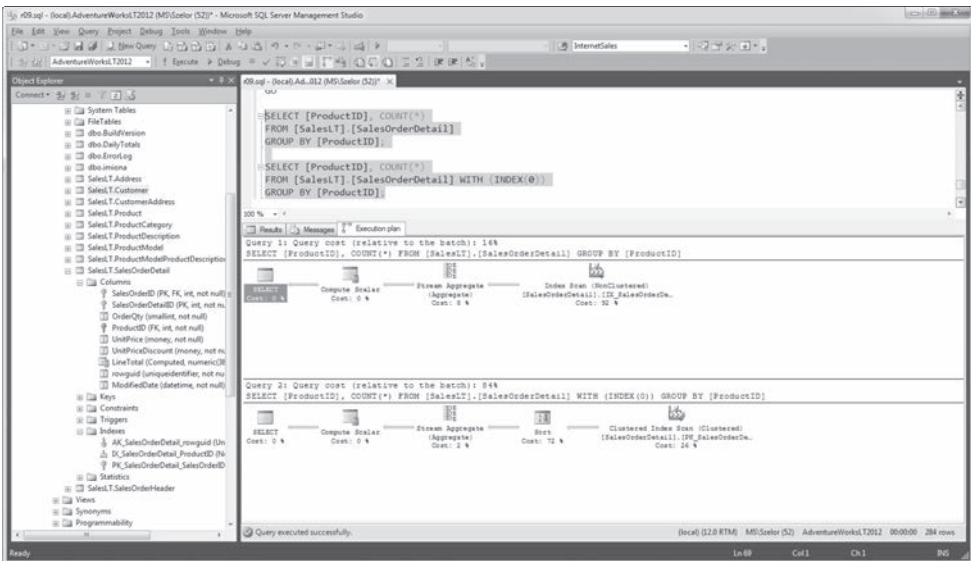 r09.sql - (local).AdventureWorksLT2012 (MS\Szelor (52))* - Microsoft SQL Server Management Studio
File Edit View Query Project Debug Tools Window Help
New Query
InternetSales
AdventureWorksLT2012
Execute
Debug
Object Explorer
Connect
System Tables
FileTables
dbo.BuildVersion
dbo.DailyTotals
dbo.ErrorLog
dbo.imiona
SalesLT.Address
SalesLT.Customer
SalesLT.CustomerAddress
SalesLT.Product
SalesLT.ProductCategory
SalesLT.ProductDescription
SalesLT.ProductModel
SalesLT.ProductModelProductDescription
SalesLT.SalesOrderDetail
Columns
SalesOrderID (PK, FK, int, not null)
SalesOrderDetailID (PK, int, not nu
OrderQty (smallint, not null)
ProductID (FK, int, not null)
UnitPrice (money, not null)
UnitPriceDiscount (money, not nu
LineTotal (Computed, numeric(38
rowguid (uniqueidentifier, not nu
ModifiedDate (datetime, not null)
Keys
Constraints
Triggers
Indexes
AK_SalesOrderDetail_rowguid (Un
IX_SalesOrderDetail_ProductID (N
PK_SalesOrderDetail_SalesOrderID
Statistics
SalesLT.SalesOrderHeader
Views
Synonyms
Programmability
r09.sql - (local).Ad...012 (MS\Szelor (52))*
GO
SELECT [ProductID], COUNT(*)
FROM [SalesLT].[SalesOrderDetail]
GROUP BY [ProductID];
SELECT [ProductID], COUNT(*)
FROM [SalesLT].[SalesOrderDetail] WITH (INDEX(0))
GROUP BY [ProductID];
100 %
Results Messages Execution plan
Query 1: Query cost (relative to the batch): 16%
SELECT [ProductID], COUNT(*) FROM [SalesLT].[SalesOrderDetail] GROUP BY [ProductID]
SELECT
Cost: 0 %
Compute Scalar
Cost: 0 %
Stream Aggregate
(Aggregate)
Cost: 8 %
Index Scan (NonClustered)
[SalesOrderDetail].[IX_SalesOrderDe…
Cost: 92 %
Query 2: Query cost (relative to the batch): 84%
SELECT [ProductID], COUNT(*) FROM [SalesLT].[SalesOrderDetail] WITH (INDEX(0)) GROUP BY [ProductID]
SELECT
Cost: 0 %
Compute Scalar
Cost: 0 %
Stream Aggregate
(Aggregate)
Cost: 2 %
Sort
Cost: 72 %
Clustered Index Scan (Clustered)
[SalesOrderDetail].[PK_SalesOrderDe…
Cost: 26 %
Query executed successfully.
(local) (12.0 RTM) MS\Szelor (52) AdventureWorksLT2012 00:00:00 284 rows
Ready
Ln 69 Col 1 Ch 1 INS